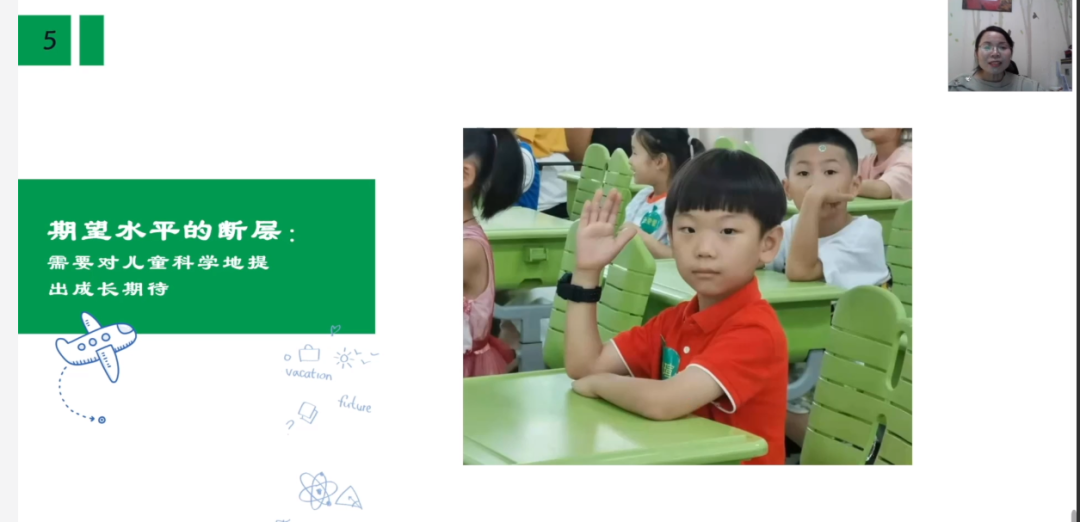 5
期望水平的断层：
需要对儿童科学地提
出成长期待
vacation
future